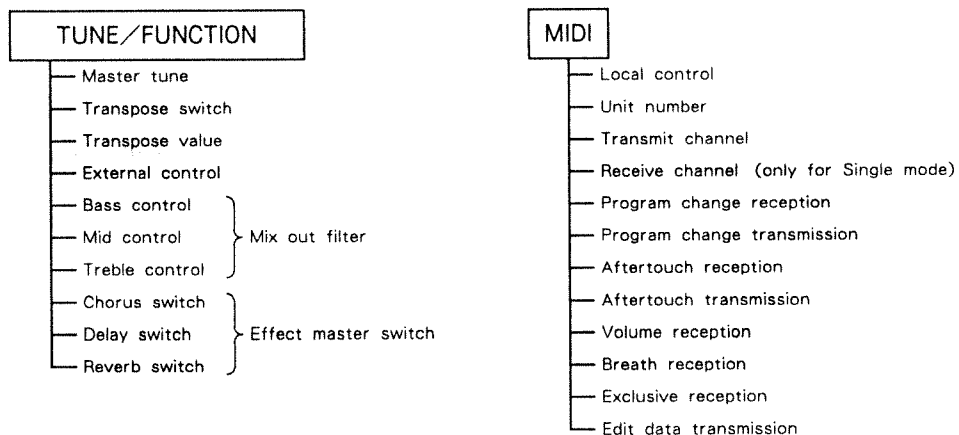 TUNE/FUNCTION
Master tune
Transpose switch
Transpose value
External control
Bass control
Mid control
Treble control
Mix out filter
Chorus switch
Delay switch
Reverb switch
Effect master switch
MIDI
Local control
Unit number
Transmit channel
Receive channel (only for Single mode)
Program change reception
Program change transmission
Aftertouch reception
Aftertouch transmission
Volume reception
Breath reception
Exclusive reception
Edit data transmission